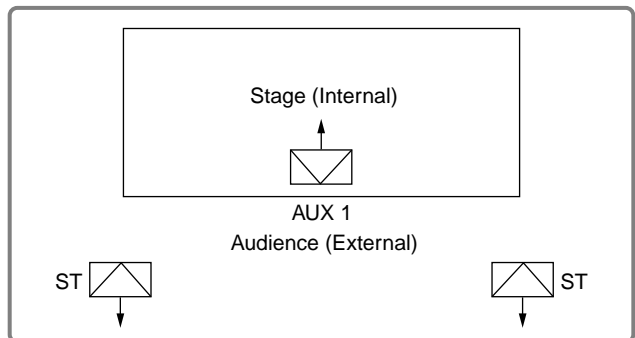 Stage (Internal)
AUX 1
Audience (External)
ST
ST